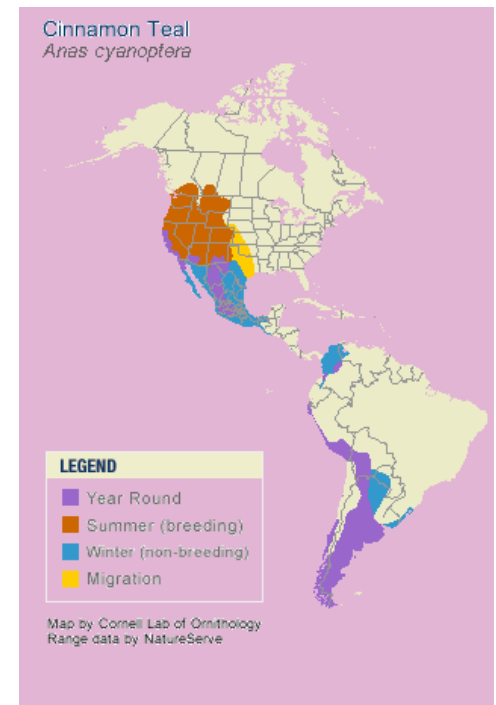 Cinnamon Teal
Anas cyanoptera
LEGEND
Year Round
Summer (breeding)
Winter (non-breeding)
Migration
Map by Cornell Lab of Ornithology
Range data by NatureServe